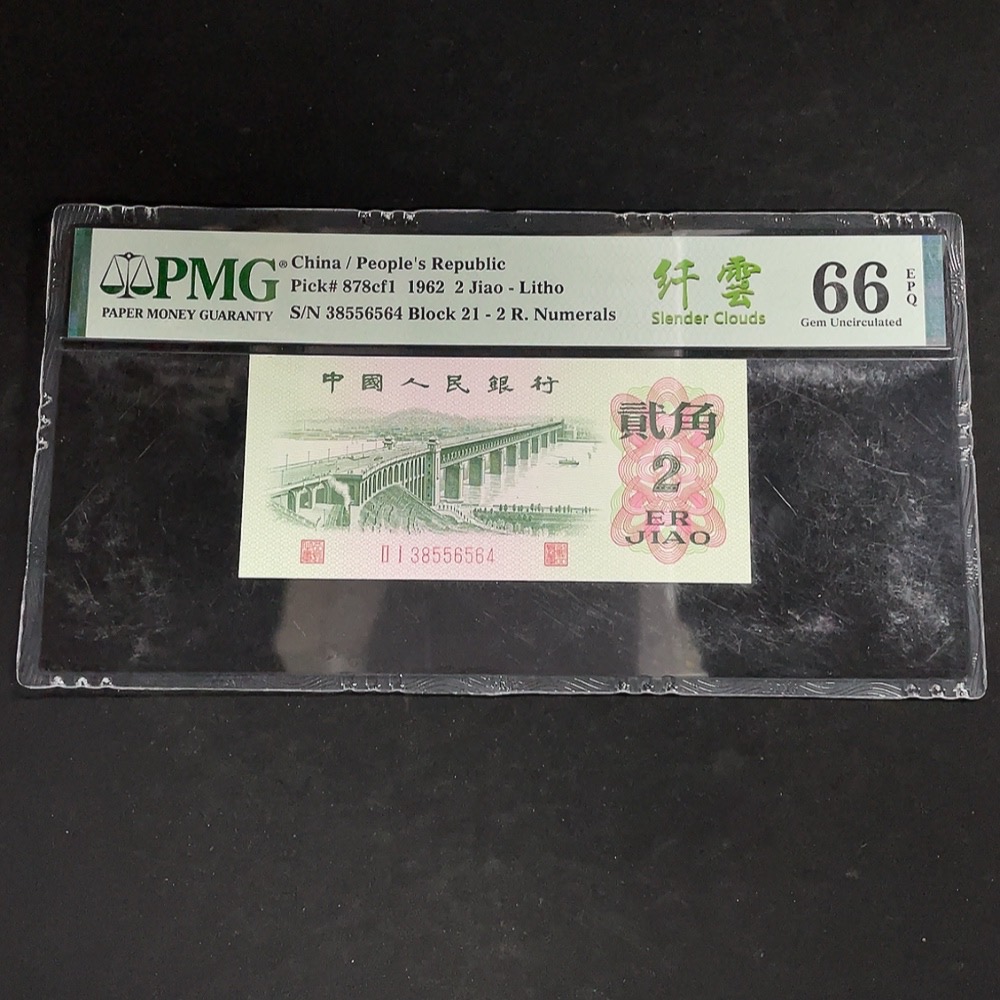 PMG®
PAPER MONEY GUARANTY
China / People's Republic
Pick# 878cf1 1962 2 Jiao - Litho
S/N 38556564 Block 21 - 2 R. Numerals
纤雲
Slender Clouds
66
EPQ
Gem Uncirculated
中國人民銀行
貳角
2
ER
JIAO
II I 38556564